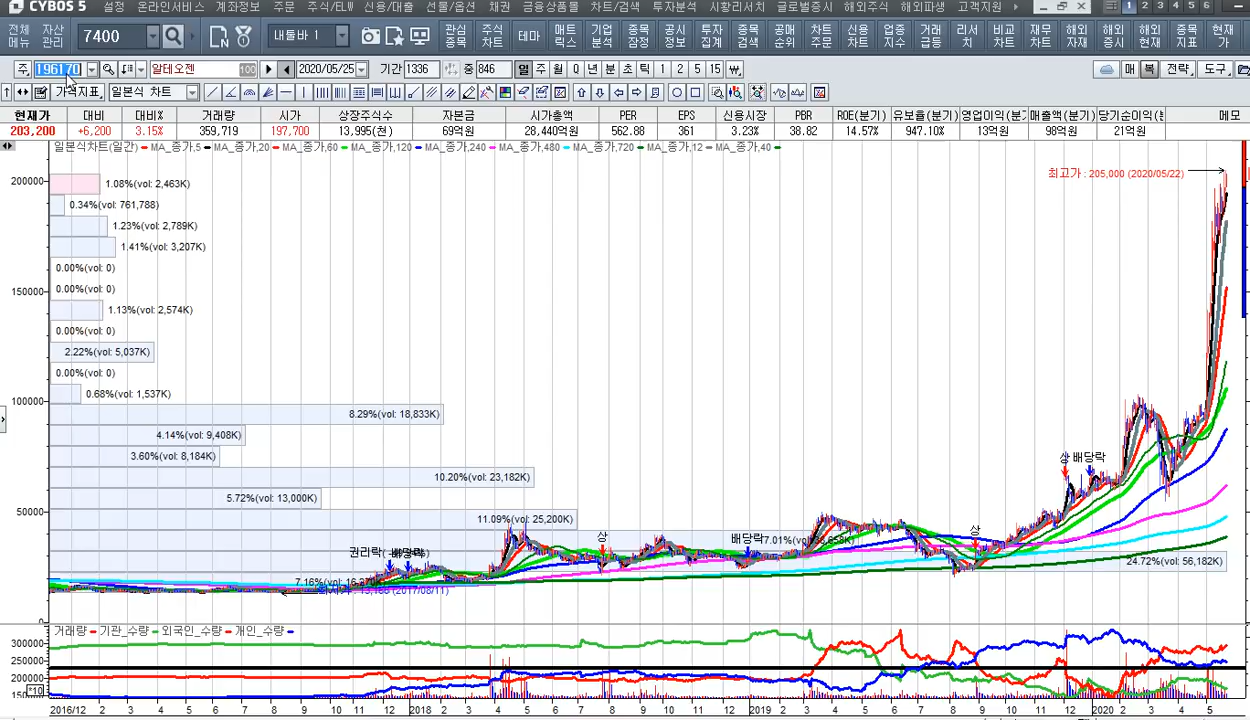 CYBOS 5 설정 온라인서비스 계좌정보 주문 주식/ELW 신용/대출 선물/옵션 채권 금융상품몰 차트/검색 투자분석 시황리서치 글로벌증시 해외주식 해외파생 고객지원 1 2 3 4 5 6
전체메뉴 자산관리 7400 내툴바 1 관심종목 주식차트 테마 매트릭스 기업분석 종목잠정 공시정보 투자집계 종목검색 공매순위 차트주문 신용차트 업종지수 거래급등 리서치 비교차트 재무차트 해외자재 해외증시 해외현재 종목지표 현재가
주 196170 알테오젠 100 2020/05/25 기간 1336 중 846 일 주 월 Q 년 분 초 틱 1 2 5 15 매 복 전략 도구
가격지표 일본식 차트
현재가 대비 대비% 거래량 시가 상장주식수 자본금 시가총액 PER EPS 신용시장 PBR ROE(분기) 유보율(분기) 영업이익(분기 매출액(분기) 당기순이익(분 메모
203,200 +6,200 3.15% 359,719 197,700 13,995(천) 69억원 28,440억원 562.88 361 3.23% 38.82 14.57% 947.10% 13억원 98억원 21억원
일본식차트(일간) MA_종가,5 MA_종가,20 MA_종가,60 MA_종가,120 MA_종가,240 MA_종가,480 MA_종가,720 MA_종가,12 MA_종가,40
최고가 : 205,000 (2020/05/22)
200000
1.08%(vol: 2,463K)
0.34%(vol: 761,788)
1.23%(vol: 2,789K)
1.41%(vol: 3,207K)
0.00%(vol: 0)
150000
0.00%(vol: 0)
1.13%(vol: 2,574K)
0.00%(vol: 0)
2.22%(vol: 5,037K)
0.00%(vol: 0)
0.68%(vol: 1,537K)
100000
8.29%(vol: 18,833K)
4.14%(vol: 9,408K)
3.60%(vol: 8,184K)
상 배당락
10.20%(vol: 23,182K)
5.72%(vol: 13,000K)
50000
11.09%(vol: 25,200K)
상
상
배당락
권리락
24.72%(vol: 56,182K)
0
거래량 기관_수량 외국인_수량 개인_수량
300000
250000
200000
*10
2016/12 2 3 4 5 6 7 8 9 10 11 2018 2 3 4 5 6 7 8 9 10 11 12 2019 2 3 4 5 6 7 8 9 10 11 12 2020 2 3 4 5